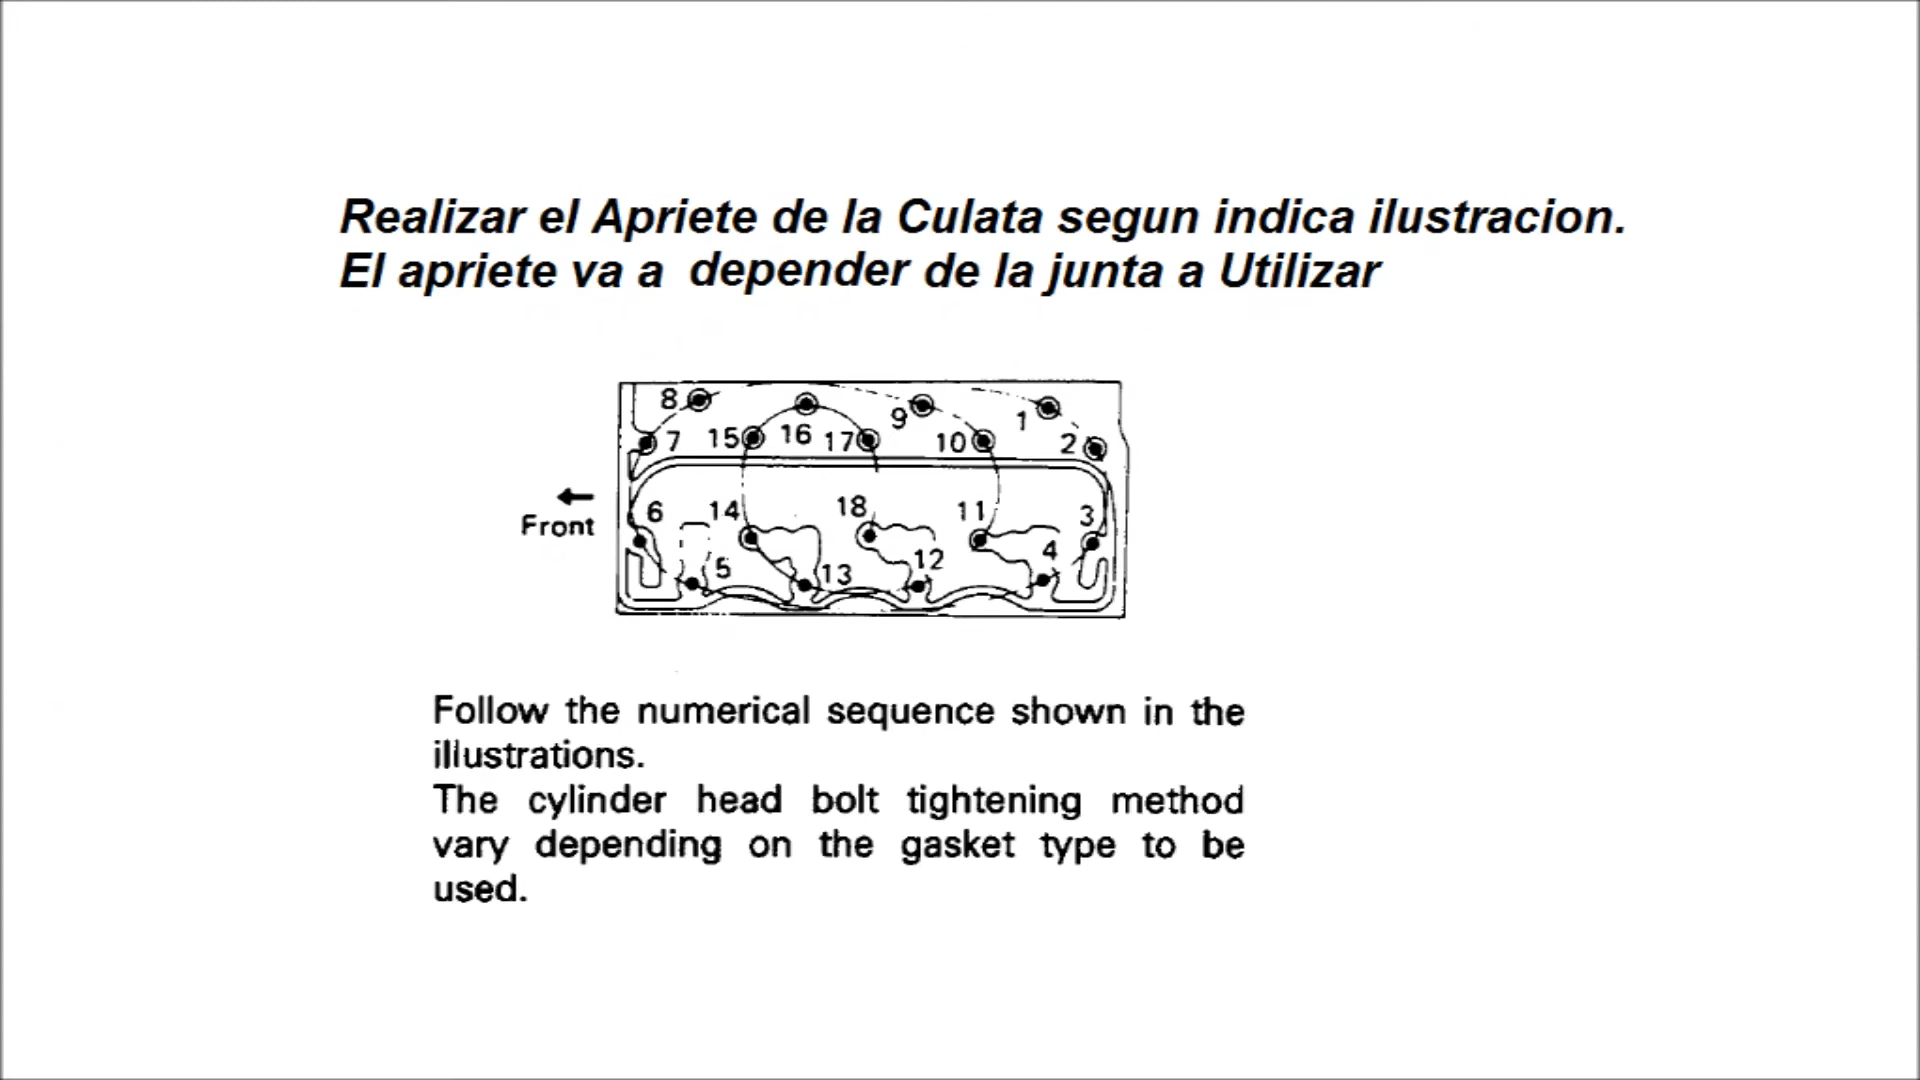 Realizar el Apriete de la Culata segun indica ilustracion.
El apriete va a depender de la junta a Utilizar
8 9 1
7 15 16 17 10 2
Front
6 14 18 11 3
5 13 12 4
Follow the numerical sequence shown in the
illustrations.
The cylinder head bolt tightening method
vary depending on the gasket type to be
used.